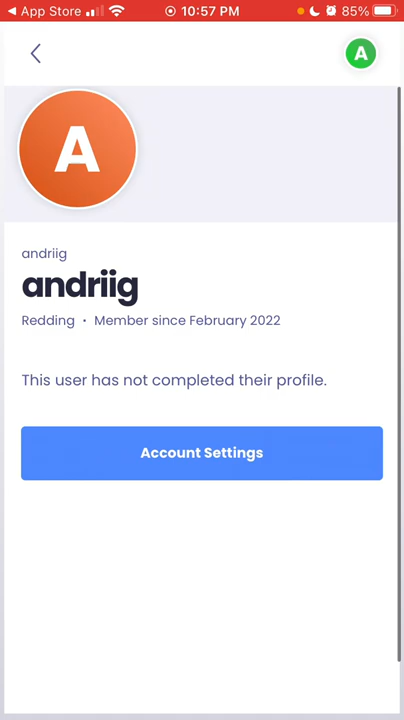 App Store 10:57 PM 85%
A
A
andriig
andriig
Redding · Member since February 2022
This user has not completed their profile.
Account Settings